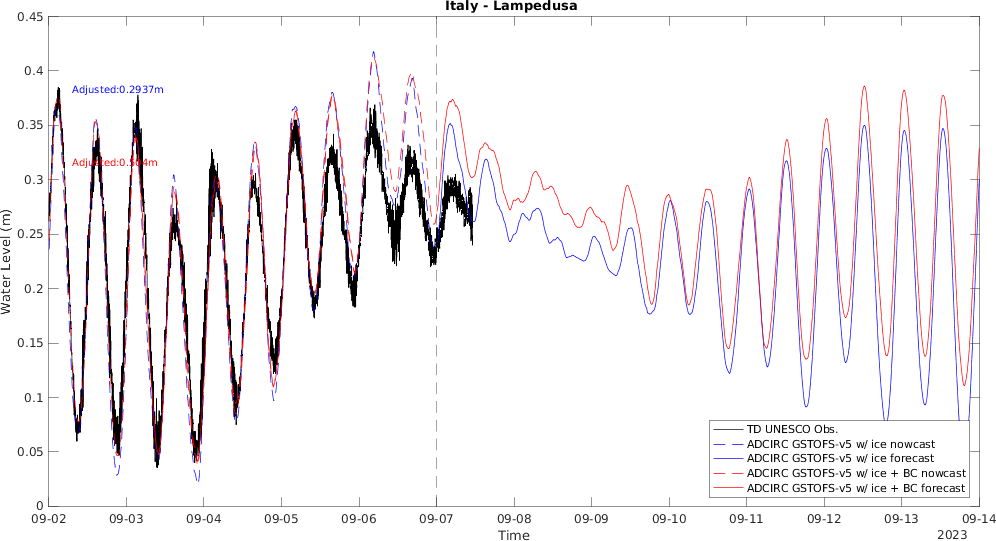 Italy - Lampedusa
0.45
0.4
0.35
0.3
0.25
0.2
0.15
0.1
0.05
0
Water Level (m)
Adjusted:0.2937m
TD UNESCO Obs.
ADCIRC GSTOFS-v5 w/ ice nowcast
ADCIRC GSTOFS-v5 w/ ice forecast
ADCIRC GSTOFS-v5 w/ ice + BC nowcast
ADCIRC GSTOFS-v5 w/ ice + BC forecast
09-02 09-03 09-04 09-05 09-06 09-07 09-08 09-09 09-10 09-11 09-12 09-13 09-14
Time
2023